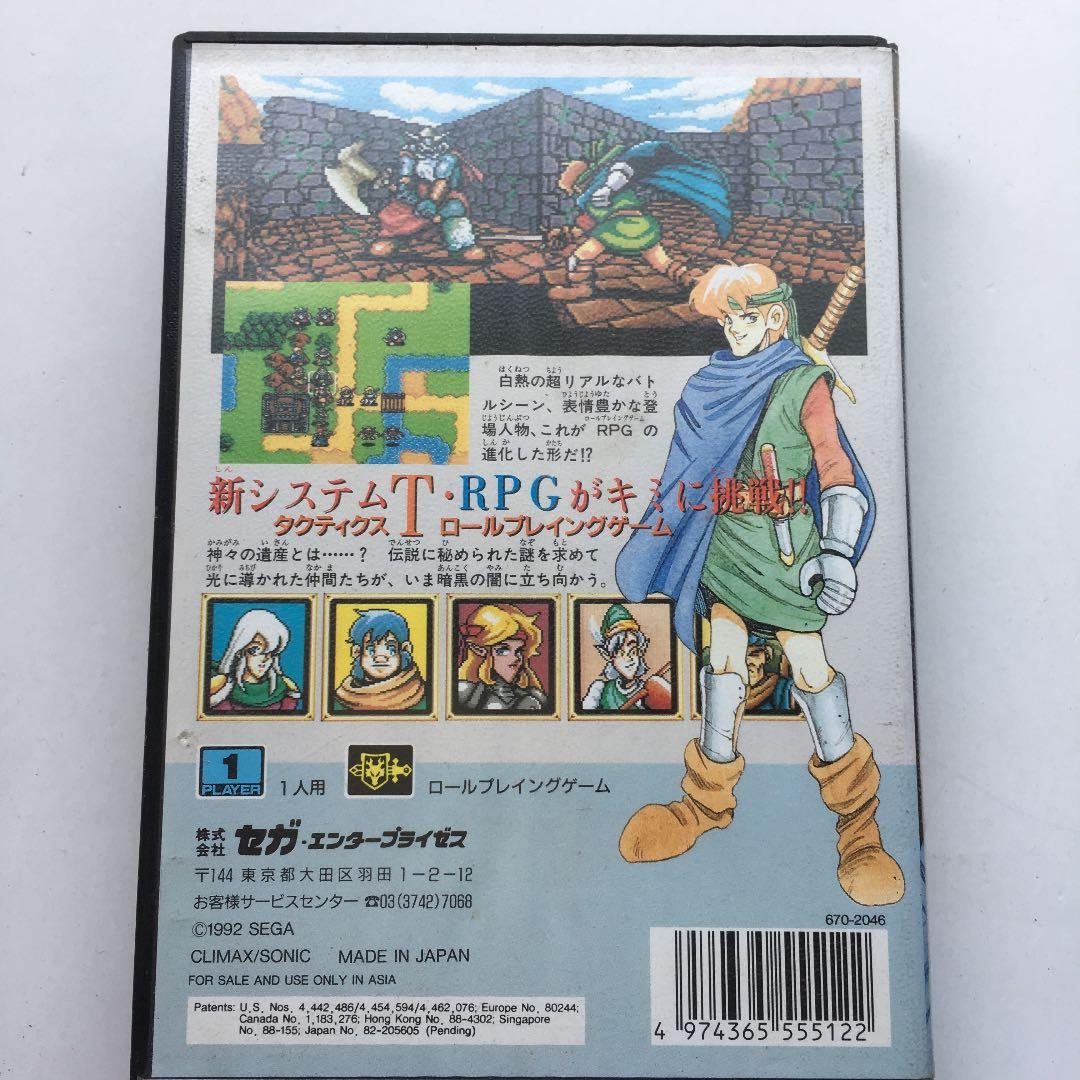 白熱の超リアルなバト
ルシーン、表情豊かな登
場人物、これが RPG の
進化した形だ!?
新システムT・RPGがキミに挑戦!!
タクティクス ロールプレイングゲーム
神々の遺産とは……? 伝説に秘められた謎を求めて
光に導かれた仲間たちが、いま暗黒の闇に立ち向かう。
1
PLAYER
1人用
ロールプレイングゲーム
株式会社 セガ・エンタープライゼス
〒144 東京都大田区羽田1-2-12
お客様サービスセンター ☎03(3742)7068
©1992 SEGA
CLIMAX/SONIC MADE IN JAPAN
FOR SALE AND USE ONLY IN ASIA
Patents: U.S. Nos. 4,442,486/4,454,594/4,462,076; Europe No. 80244;
Canada No. 1,183,276; Hong Kong No. 88-4302; Singapore
No. 88-155; Japan No. 82-205605 (Pending)
670-2046
4 974365 555122